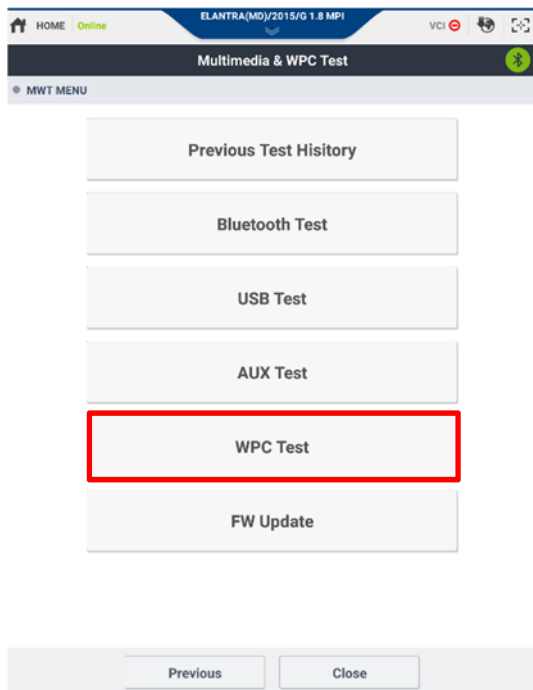 HOME Online ELANTRA(MD)/2015/G 1.8 MPI VCI
Multimedia & WPC Test
MWT MENU
Previous Test Hisitory
Bluetooth Test
USB Test
AUX Test
WPC Test
FW Update
Previous Close